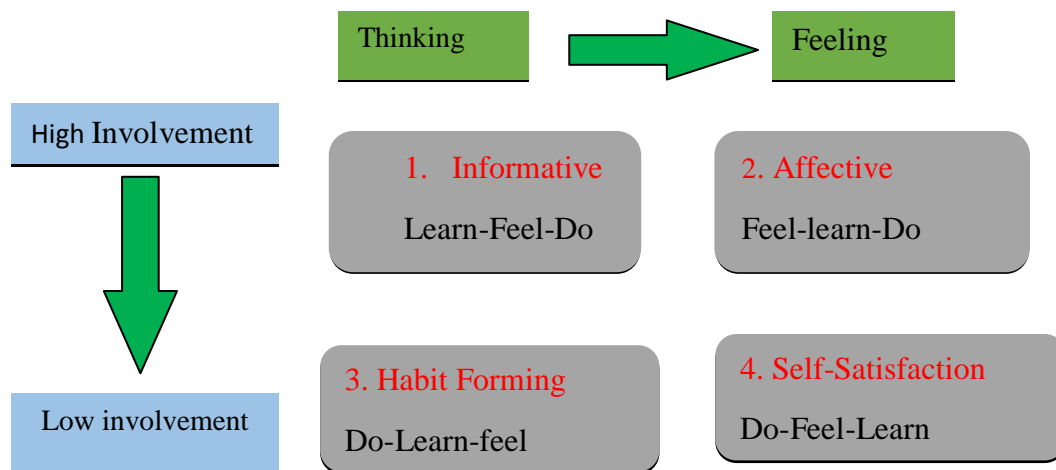 Thinking
Feeling
High Involvement
1. Informative
Learn-Feel-Do
2. Affective
Feel-learn-Do
3. Habit Forming
Do-Learn-feel
4. Self-Satisfaction
Do-Feel-Learn
Low involvement